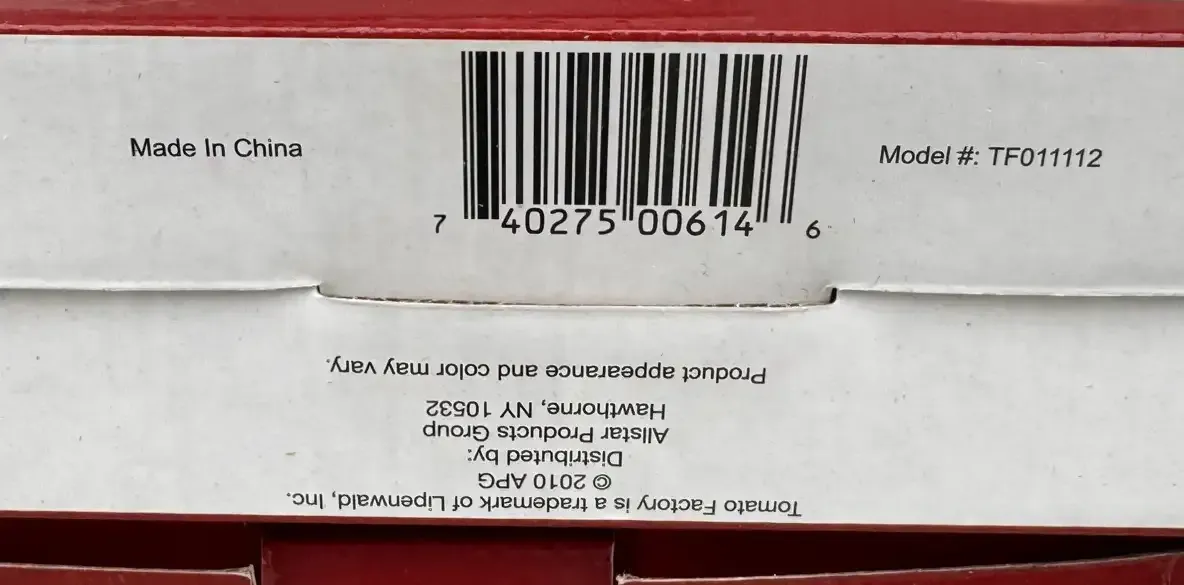 Made In China
7 40275 00614 6
Model #: TF011112
Tomato Factory is a trademark of Lipenwald, Inc.
© 2010 APG
Distributed by:
Allstar Products Group
Hawthorne, NY 10532
Product appearance and color may vary.